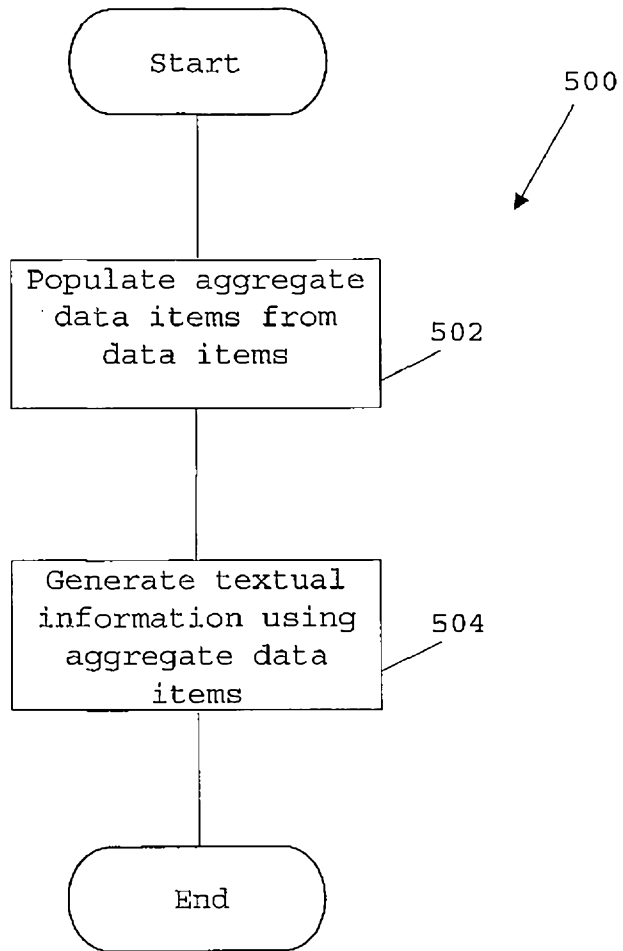 Start
500
Populate aggregate
data items from
data items
502
Generate textual
information using
aggregate data
items
504
End